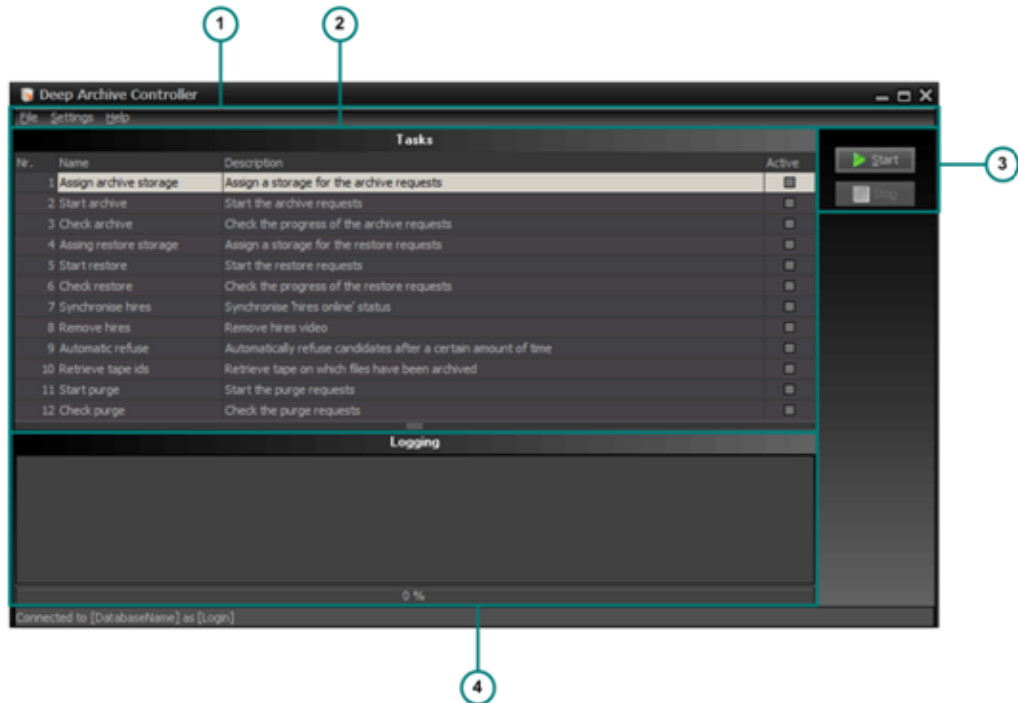 1
2
Deep Archive Controller
File Settings Help
Tasks
Nr. Name Description Active
1 Assign archive storage Assign a storage for the archive requests
2 Start archive Start the archive requests
3 Check archive Check the progress of the archive requests
4 Assing restore storage Assign a storage for the restore requests
5 Start restore Start the restore requests
6 Check restore Check the progress of the restore requests
7 Synchronise hires Synchronise 'hires online' status
8 Remove hires Remove hires video
9 Automatic refuse Automatically refuse candidates after a certain amount of time
10 Retrieve tape ids Retrieve tape on which files have been archived
11 Start purge Start the purge requests
12 Check purge Check the purge requests
Start
Stop
3
Logging
0 %
Connected to [DatabaseName] as [Login]
4